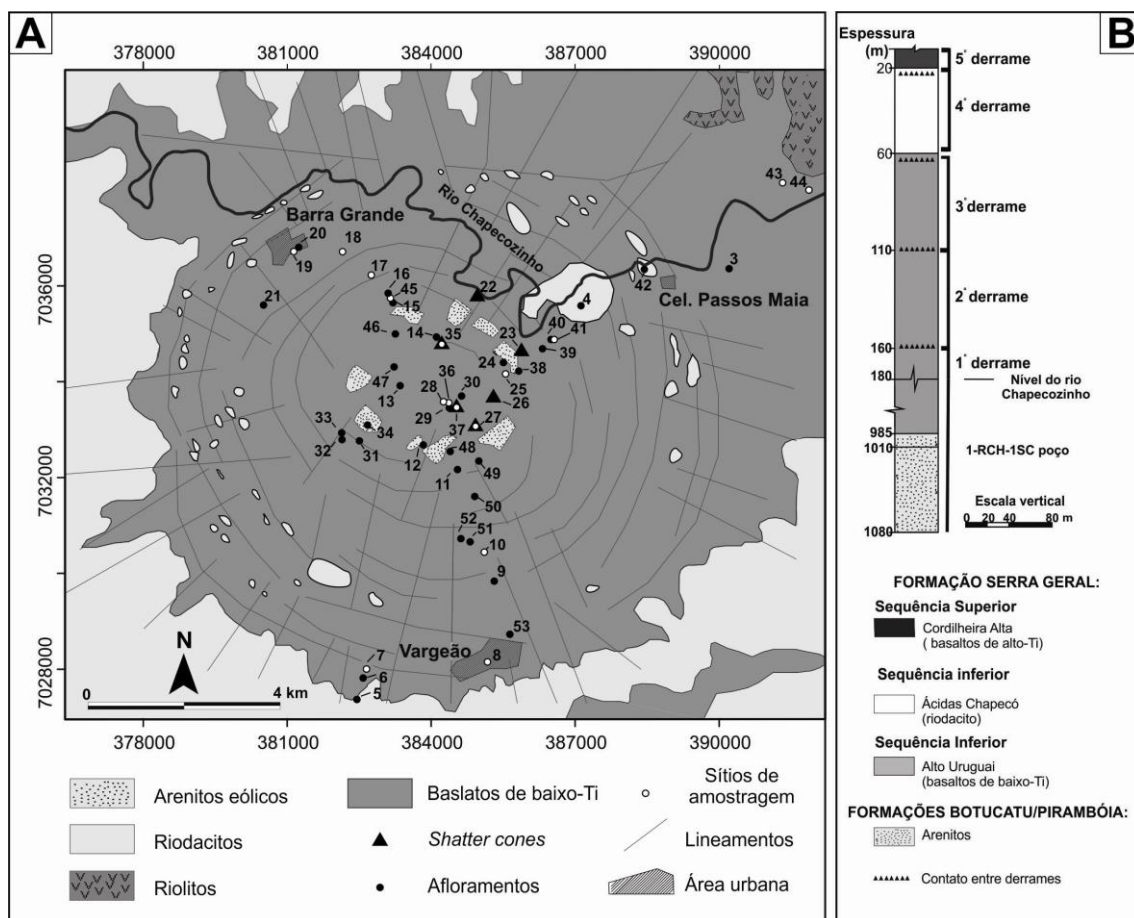 A
378000
381000
384000
387000
390000
7036000
7032000
7028000
Barra Grande
Rio Chapecozinho
Cel. Passos Maia
Vargeão
43
44
3
42
20
19
18
17
16
45
15
22
4
21
46
14
35
23
40
41
39
24
38
25
47
13
36
28
30
26
29
37
27
33
34
32
31
12
48
49
11
50
52
51
10
9
53
7
8
6
5
N
0
4 km
378000
381000
384000
387000
390000
Arenitos eólicos
Riodacitos
Riolitos
Baslatos de baixo-Ti
Shatter cones
Afloramentos
Sítios de
amostragem
Lineamentos
Área urbana
B
Espessura
(m)
20
60
110
160
180
985
1010
1080
5° derrame
4° derrame
3° derrame
2° derrame
1° derrame
Nível do rio
Chapecozinho
1-RCH-1SC poço
Escala vertical
0 20 40 80 m
FORMAÇÃO SERRA GERAL:
Sequência Superior
Cordilheira Alta
( basaltos de alto-Ti)
Sequência inferior
Ácidas Chapecó
(riodacito)
Sequência Inferior
Alto Uruguai
(basaltos de baixo-Ti)
FORMAÇÕES BOTUCATU/PIRAMBÓIA:
Arenitos
Contato entre derrames